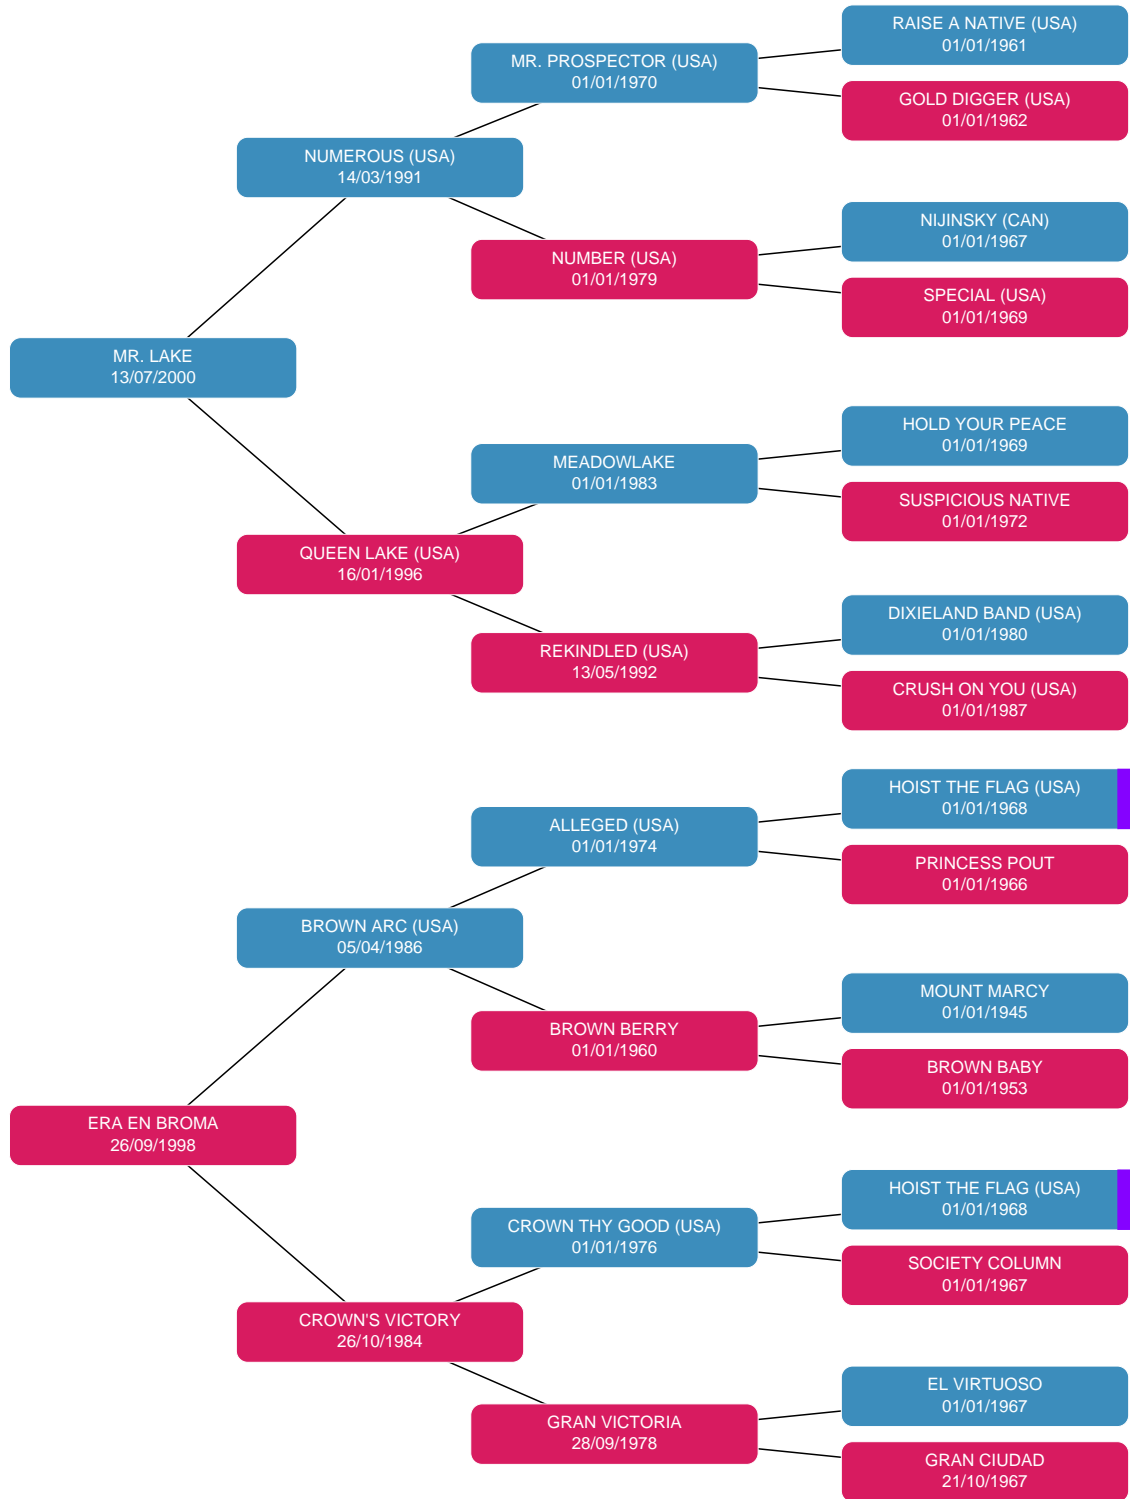 RAISE A NATIVE (USA)
01/01/1961
MR. PROSPECTOR (USA)
01/01/1970
GOLD DIGGER (USA)
01/01/1962
NUMEROUS (USA)
14/03/1991
NIJINSKY (CAN)
01/01/1967
NUMBER (USA)
01/01/1979
SPECIAL (USA)
01/01/1969
MR. LAKE
13/07/2000
HOLD YOUR PEACE
01/01/1969
MEADOWLAKE
01/01/1983
SUSPICIOUS NATIVE
01/01/1972
QUEEN LAKE (USA)
16/01/1996
DIXIELAND BAND (USA)
01/01/1980
REKINDLED (USA)
13/05/1992
CRUSH ON YOU (USA)
01/01/1987
HOIST THE FLAG (USA)
01/01/1968
ALLEGED (USA)
01/01/1974
PRINCESS POUT
01/01/1966
BROWN ARC (USA)
05/04/1986
MOUNT MARCY
01/01/1945
BROWN BERRY
01/01/1960
BROWN BABY
01/01/1953
ERA EN BROMA
26/09/1998
HOIST THE FLAG (USA)
01/01/1968
CROWN THY GOOD (USA)
01/01/1976
SOCIETY COLUMN
01/01/1967
CROWN'S VICTORY
26/10/1984
EL VIRTUOSO
01/01/1967
GRAN VICTORIA
28/09/1978
GRAN CIUDAD
21/10/1967